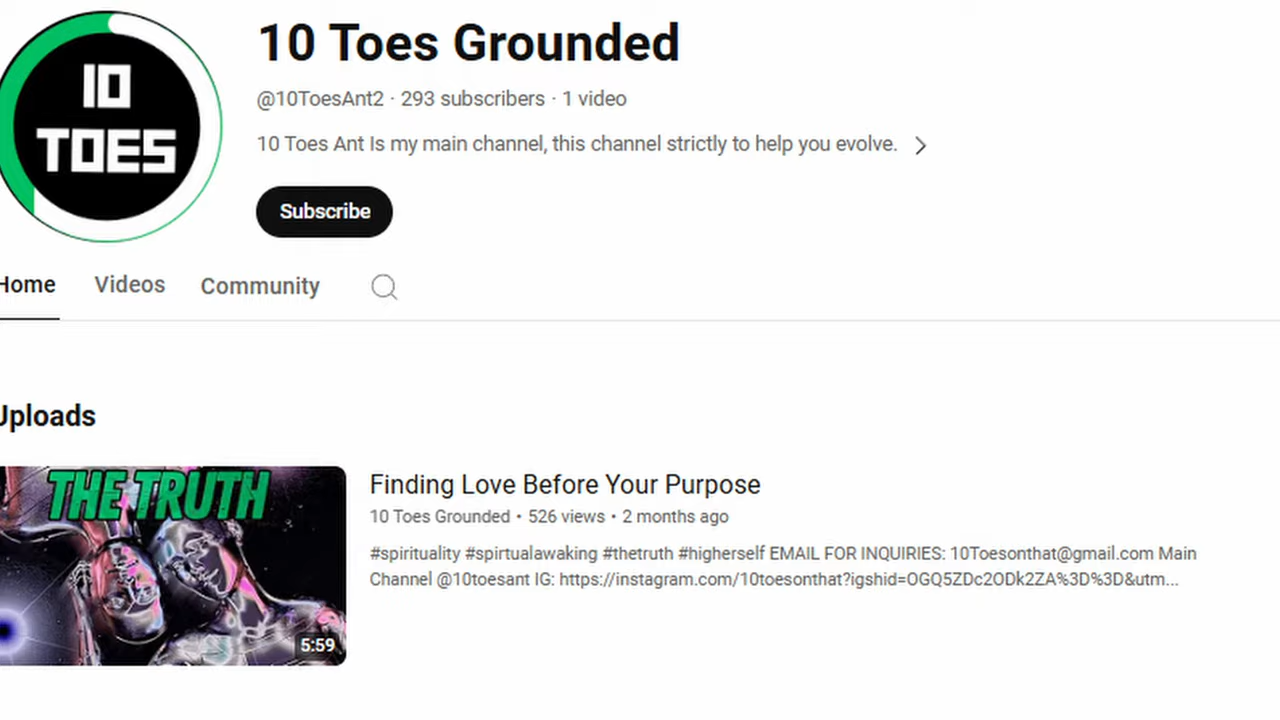 10
TOES
10 Toes Grounded
@10ToesAnt2 · 293 subscribers · 1 video
10 Toes Ant Is my main channel, this channel strictly to help you evolve.
Subscribe
Home
Videos
Community
Uploads
THE TRUTH
5:59
Finding Love Before Your Purpose
10 Toes Grounded • 526 views • 2 months ago
#spirituality #spirtualawaking #thetruth #higherself EMAIL FOR INQUIRIES: 10Toesonthat@gmail.com Main
Channel @10toesant IG: https://instagram.com/10toesonthat?igshid=OGQ5ZDc2ODk2ZA%3D%3D&utm...